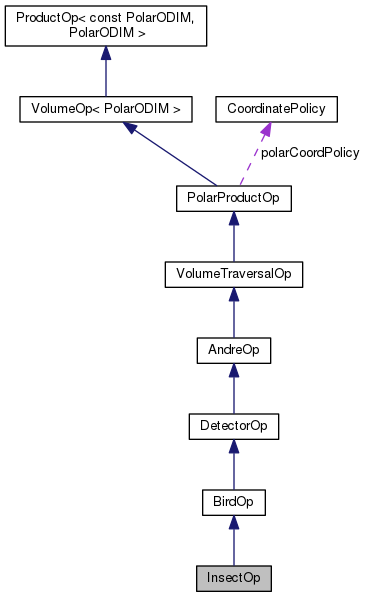 ProductOp< const PolarODIM,
PolarODIM >
VolumeOp< PolarODIM >
CoordinatePolicy
polarCoordPolicy
PolarProductOp
VolumeTraversalOp
AndreOp
DetectorOp
BirdOp
InsectOp